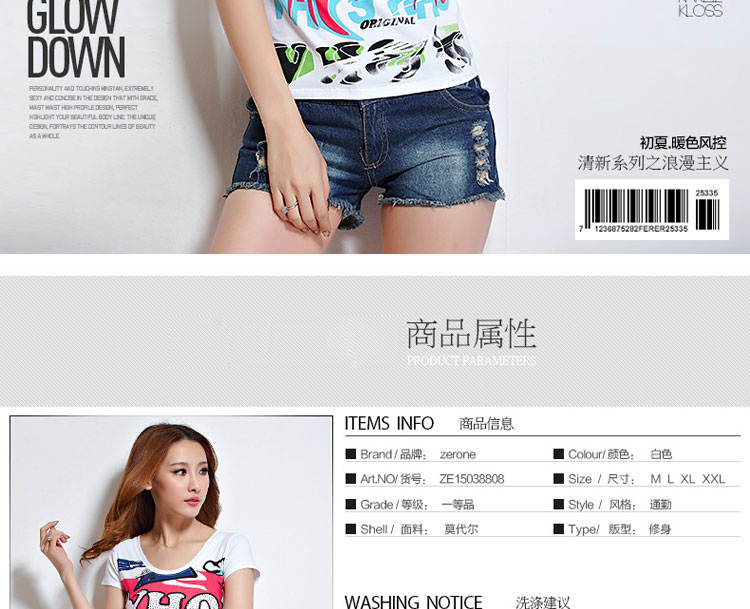 GLOW
DOWN
PERSONALITY AND TOUCHING MINGYAN, EXTREMELY
SEXY AND CONCISE IN THE DESIGN THAT WITH GRACE,
WAIST WAIST HIGH PROFILE DESIGN, PERFECT
HIGHLIGHT YOUR BEAUTIFUL BODY LINE THE UNIQUE
DESIGN, PORTRAYS THE CONTOUR LINES OF BEAUTY
AS A WHOLE.
ORIGINAL
KLOSS
初夏.暖色风控
清新系列之浪漫主义
25335
7 1236875282FERER25335
商品属性
PRODUCT PARAMETERS
ITEMS INFO 商品信息
Brand / 品牌： zerone
Colour/ 颜色： 白色
Art.NO/ 货号： ZE15038808
Size / 尺寸： M L XL XXL
Grade / 等级： 一等品
Style / 风格： 通勤
Shell / 面料： 莫代尔
Type/ 版型： 修身
WASHING NOTICE 洗涤建议